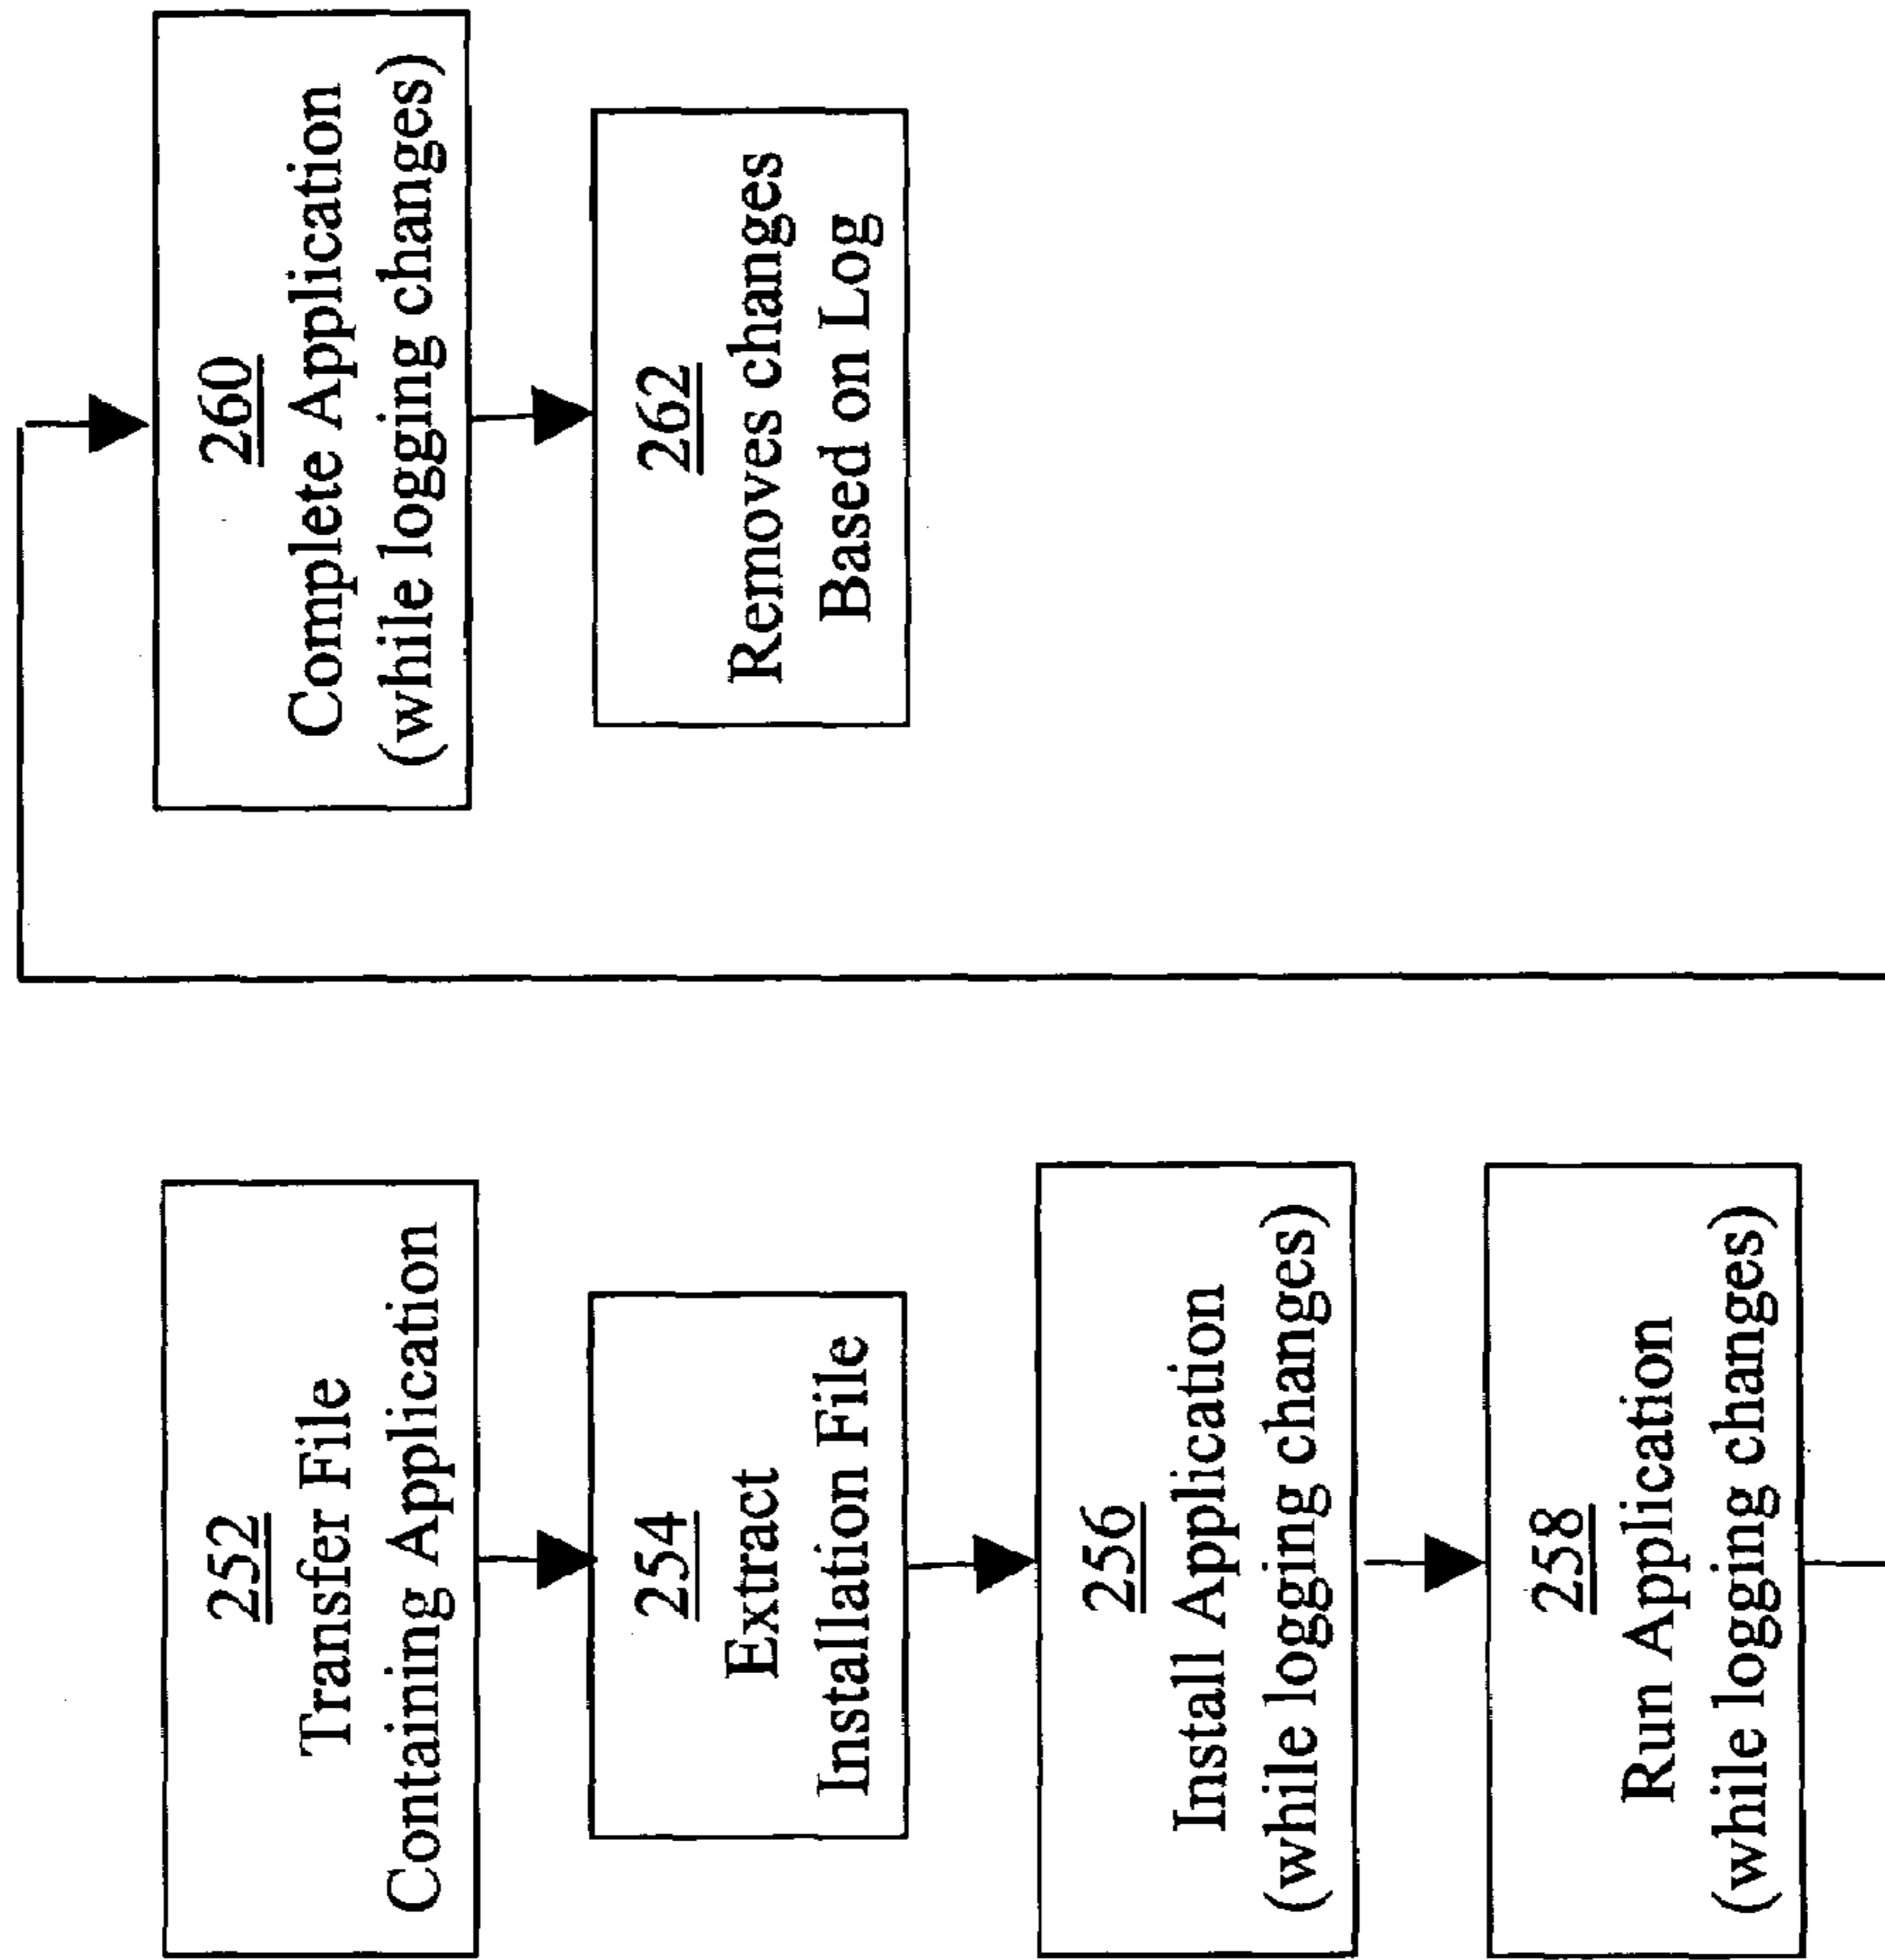 252
Transfer File
Containing Application
254
Extract
Installation File
256
Install Application
(while logging changes)
258
Run Application
(while logging changes)
260
Complete Application
(while logging changes)
262
Removes changes
Based on Log